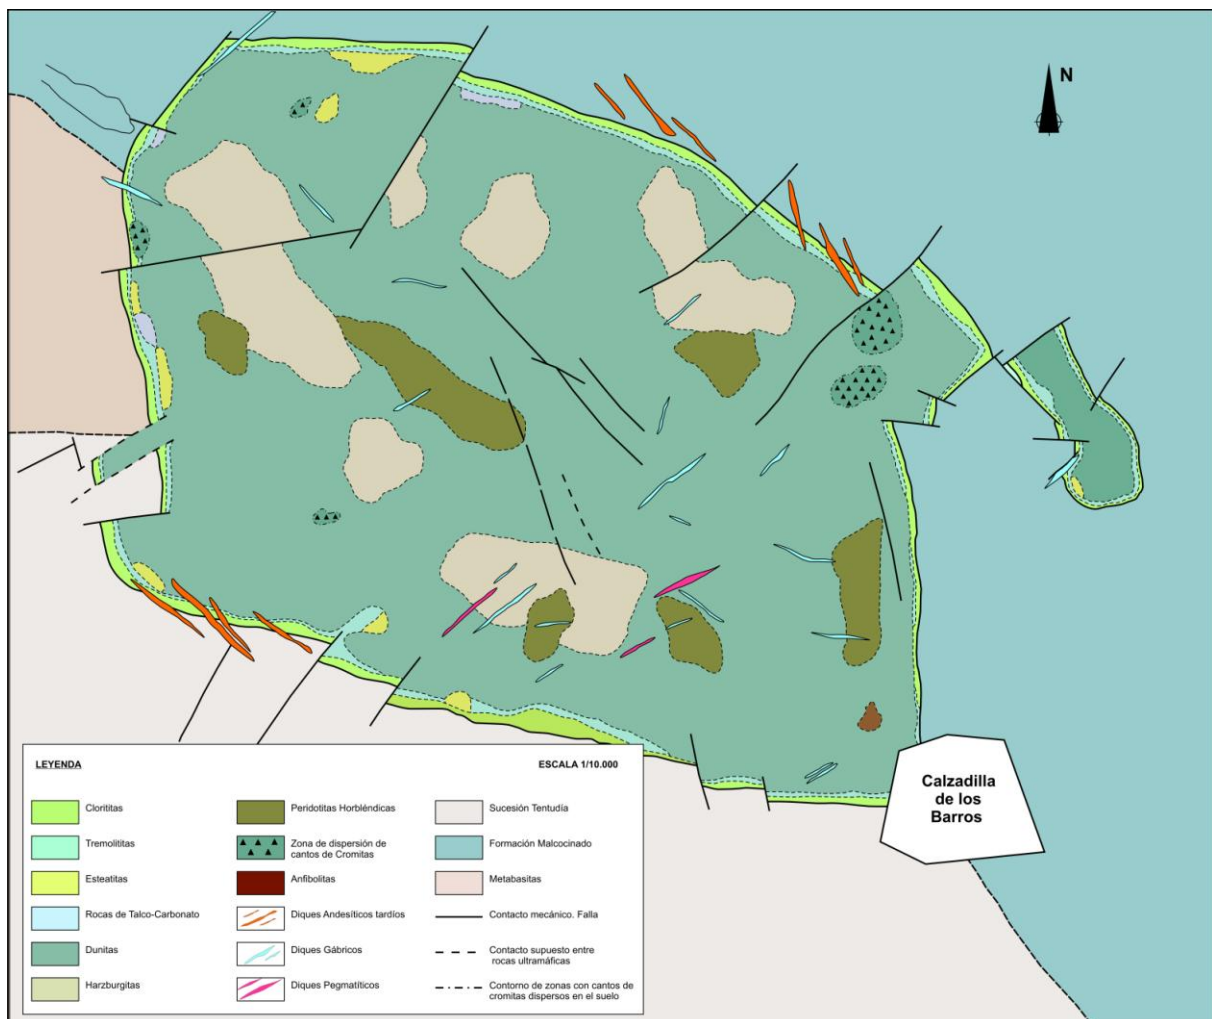 N
Calzadilla
de los
Barros
LEYENDA
ESCALA 1/10.000
Clorititas
Tremolititas
Esteatitas
Rocas de Talco-Carbonato
Dunitas
Harzburgitas
Peridotitas Horbléndicas
Zona de dispersión de
cantos de Cromitas
Anfibolitas
Diques Andesíticos tardíos
Diques Gábricos
Diques Pegmatíticos
Sucesión Tentudía
Formación Malcocinado
Metabasitas
Contacto mecánico. Falla
Contacto supuesto entre
rocas ultramáficas
Contorno de zonas con cantos de
cromitas dispersos en el suelo